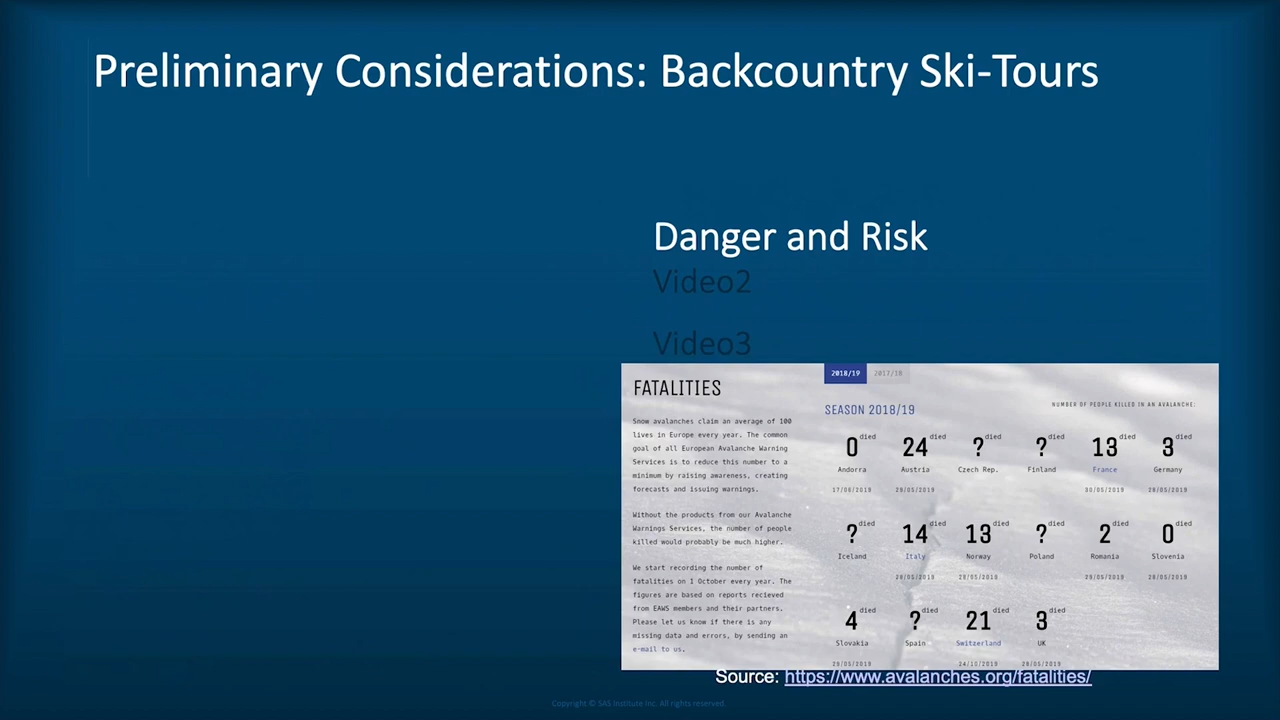 Preliminary Considerations: Backcountry Ski-Tours
Danger and Risk
Video2
Video3
FATALITIES
Snow avalanches claim an average of 100
lives in Europe every year. The common
goal of all European Avalanche Warning
Services is to reduce this number to a
minimum by raising awareness, creating
forecasts and issuing warnings.
Without the products from our Avalanche
Warnings Services, the number of people
killed would probably be much higher.
We start recording the number of
fatalities on 1 October every year. The
figures are based on reports recieved
from EAWS members and their partners.
Please let us know if there is any
missing data and errors, by sending an
e-mail to us.
2018/19 2017/18
SEASON 2018/19
NUMBER OF PEOPLE KILLED IN AN AVALANCHE:
0 died 24 died ? died ? died 13 died 3 died
Andorra Austria Czech Rep. Finland France Germany
17/06/2019 28/05/2019 30/05/2019 28/05/2019
? died 14 died 13 died ? died 2 died 0 died
Iceland Italy Norway Poland Romania Slovenia
28/05/2019 28/05/2019 29/05/2019 28/05/2019
4 died ? died 21 died 3 died
Slovakia Spain Switzerland UK
29/05/2019 24/10/2019 28/05/2019
Source: https://www.avalanches.org/fatalities/
Copyright © SAS Institute Inc. All rights reserved.